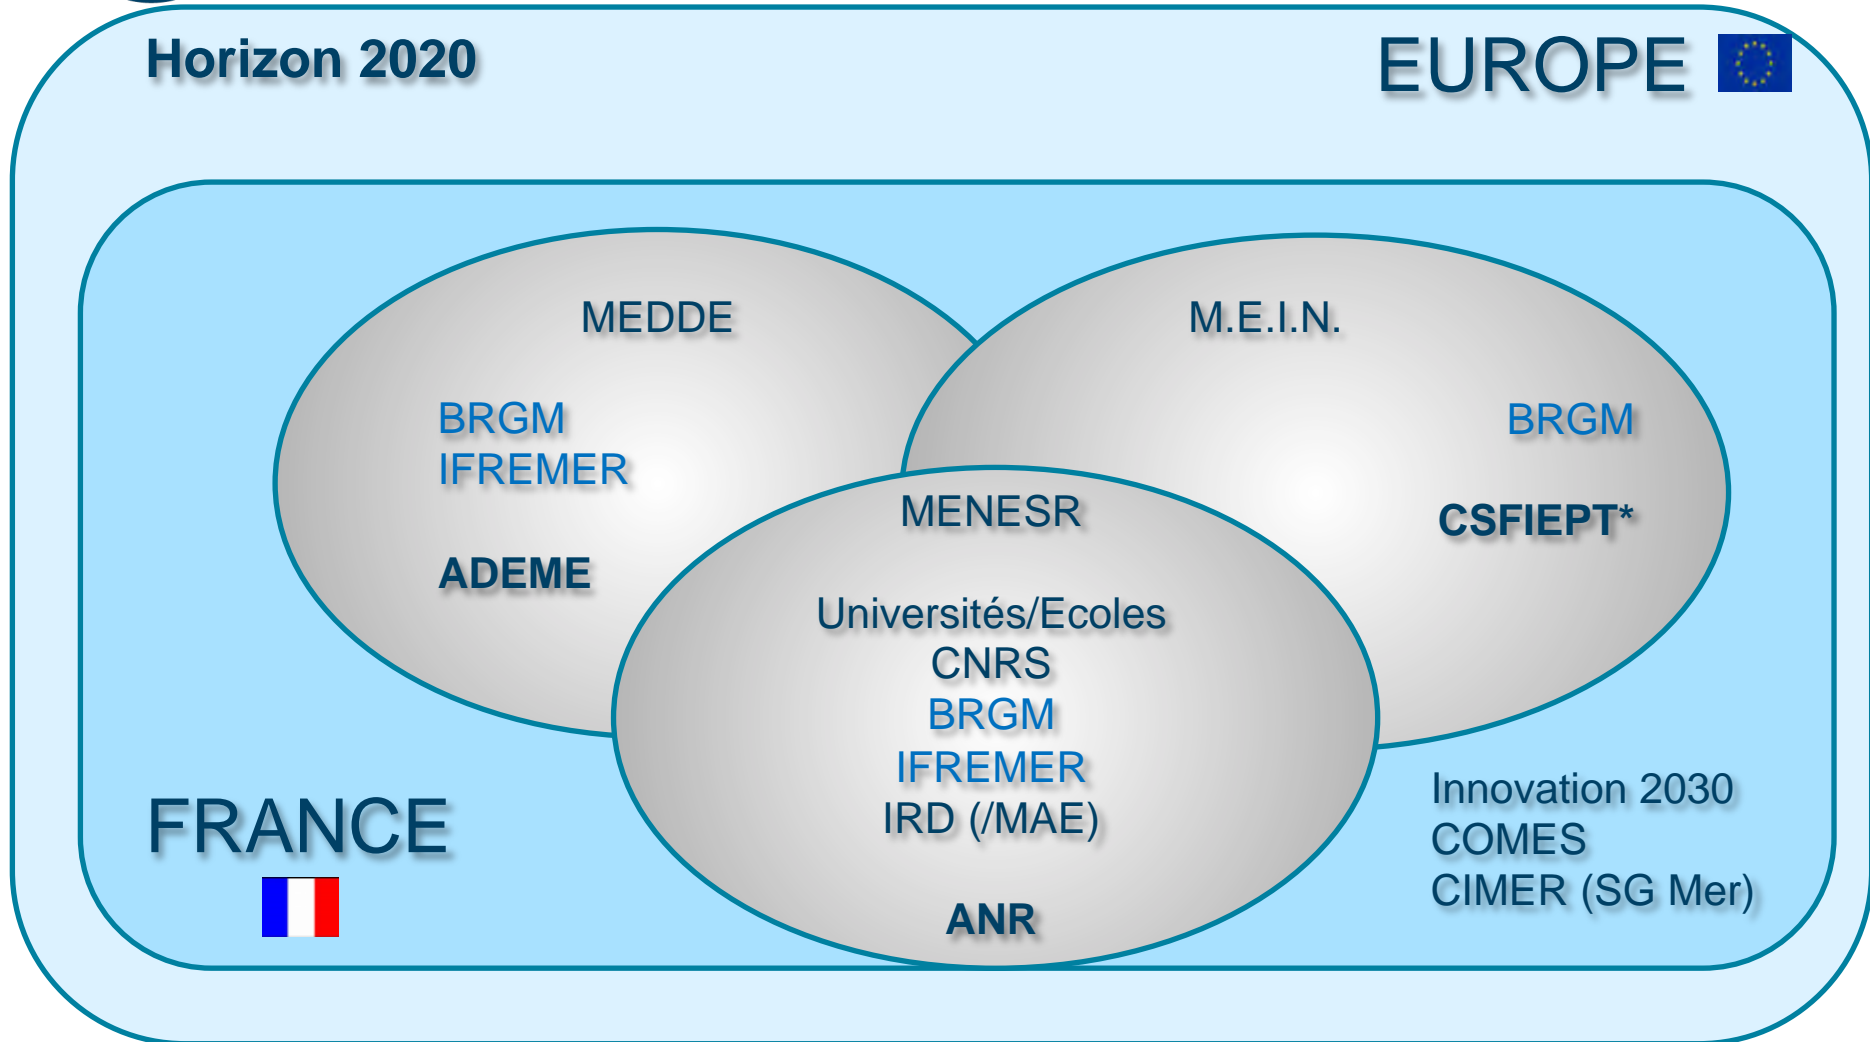 Horizon 2020
EUROPE
MEDDE
BRGM
IFREMER
ADEME
M.E.I.N.
BRGM
CSFIEPT*
MENESR
Universités/Ecoles
CNRS
BRGM
IFREMER
IRD (/MAE)
ANR
FRANCE
Innovation 2030
COMES
CIMER (SG Mer)